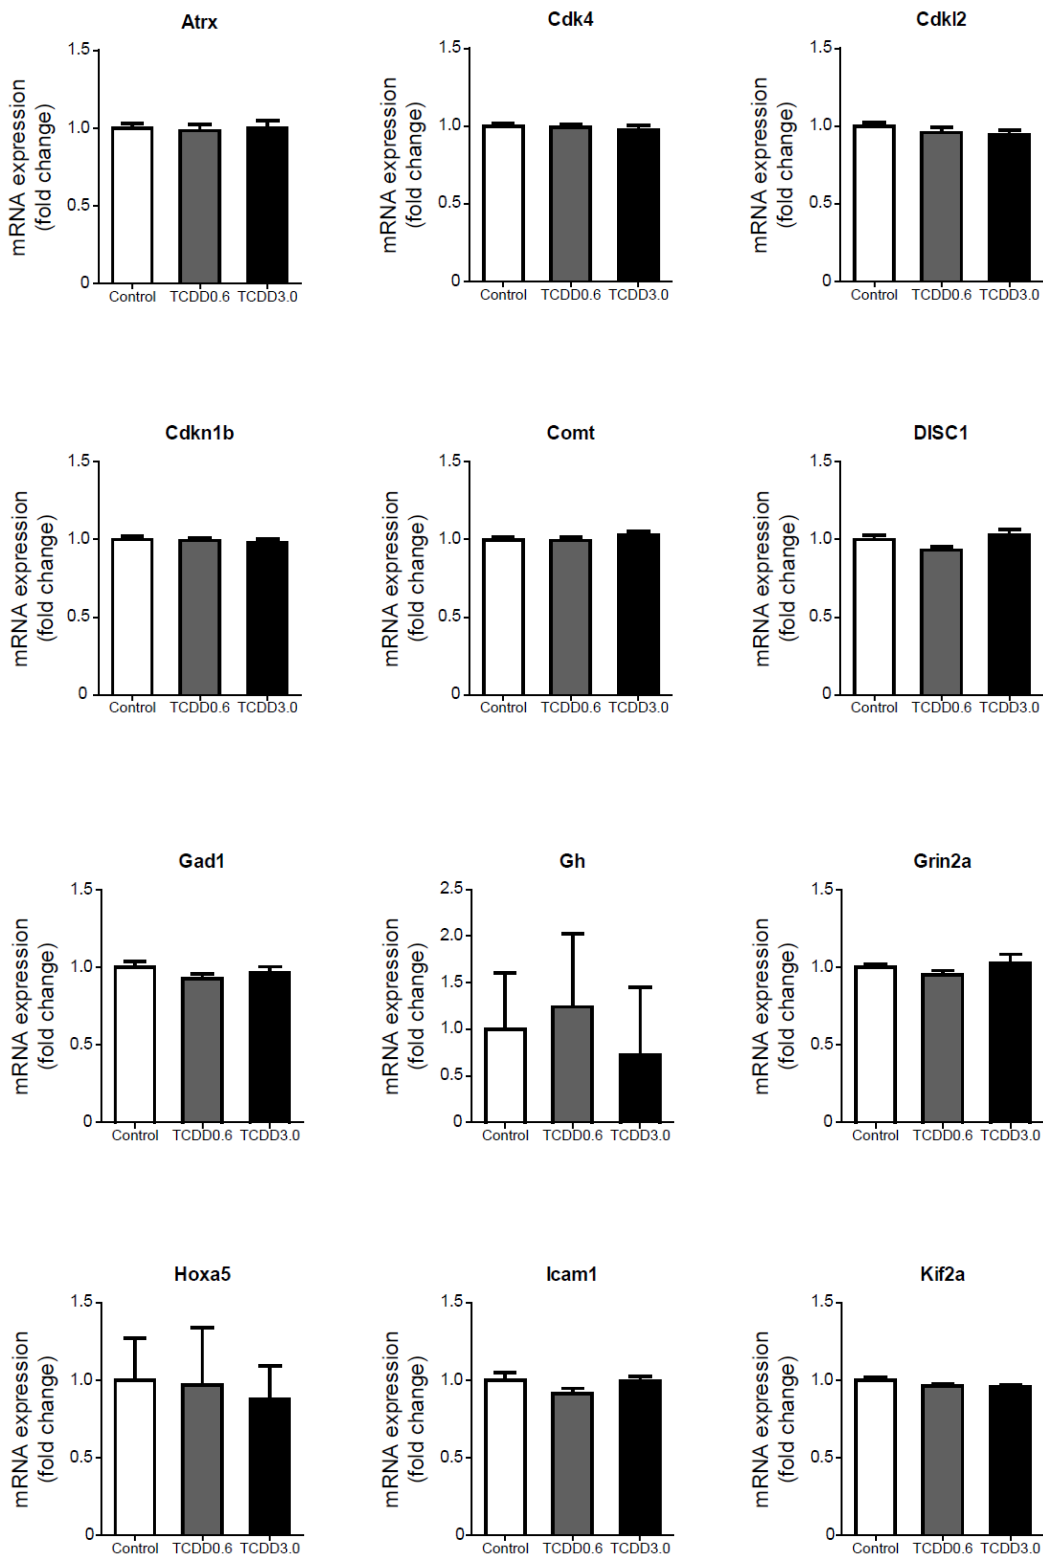 Atrx
Cdk4
Cdkl2
mRNA expression
(fold change)
1.5
1.0
0.5
0
Control TCDD0.6 TCDD3.0
mRNA expression
(fold change)
1.5
1.0
0.5
0
Control TCDD0.6 TCDD3.0
mRNA expression
(fold change)
1.5
1.0
0.5
0
Control TCDD0.6 TCDD3.0
Cdkn1b
Comt
DISC1
mRNA expression
(fold change)
1.5
1.0
0.5
0
Control TCDD0.6 TCDD3.0
mRNA expression
(fold change)
1.5
1.0
0.5
0
Control TCDD0.6 TCDD3.0
mRNA expression
(fold change)
1.5
1.0
0.5
0
Control TCDD0.6 TCDD3.0
Gad1
Gh
Grin2a
mRNA expression
(fold change)
1.5
1.0
0.5
0
Control TCDD0.6 TCDD3.0
mRNA expression
(fold change)
2.5
2.0
1.5
1.0
0.5
0
Control TCDD0.6 TCDD3.0
mRNA expression
(fold change)
1.5
1.0
0.5
0
Control TCDD0.6 TCDD3.0
Hoxa5
Icam1
Kif2a
mRNA expression
(fold change)
1.5
1.0
0.5
0
Control TCDD0.6 TCDD3.0
mRNA expression
(fold change)
1.5
1.0
0.5
0
Control TCDD0.6 TCDD3.0
mRNA expression
(fold change)
1.5
1.0
0.5
0
Control TCDD0.6 TCDD3.0